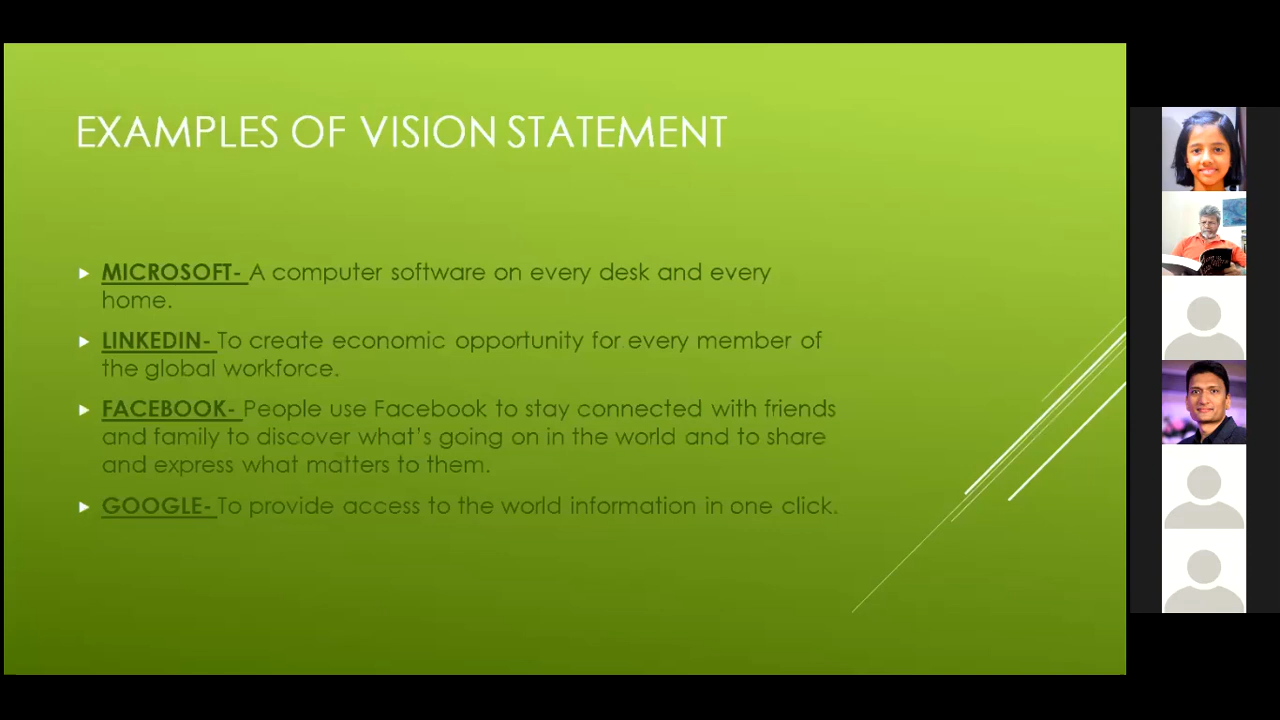 EXAMPLES OF VISION STATEMENT
MICROSOFT- A computer software on every desk and every
home.
LINKEDIN- To create economic opportunity for every member of
the global workforce.
FACEBOOK- People use Facebook to stay connected with friends
and family to discover what's going on in the world and to share
and express what matters to them.
GOOGLE- To provide access to the world information in one click.